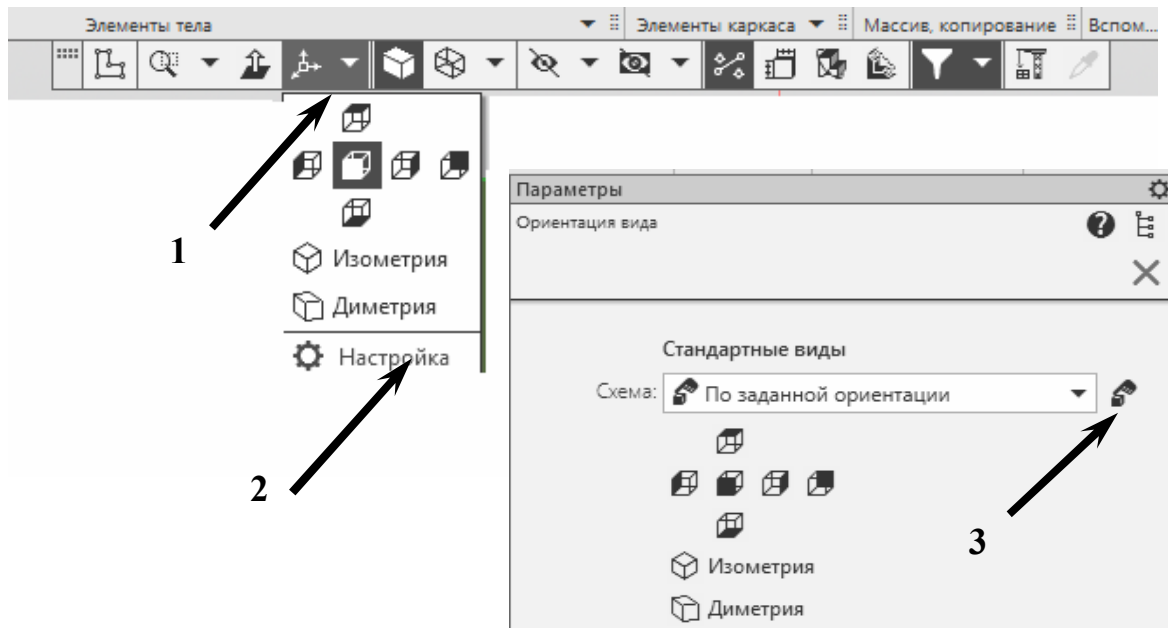 Элементы тела Элементы каркаса Массив, копирование Вспом...
1
Изометрия
Диметрия
Настройка
2
Параметры
Ориентация вида
Стандартные виды
Схема: По заданной ориентации
3
Изометрия
Диметрия